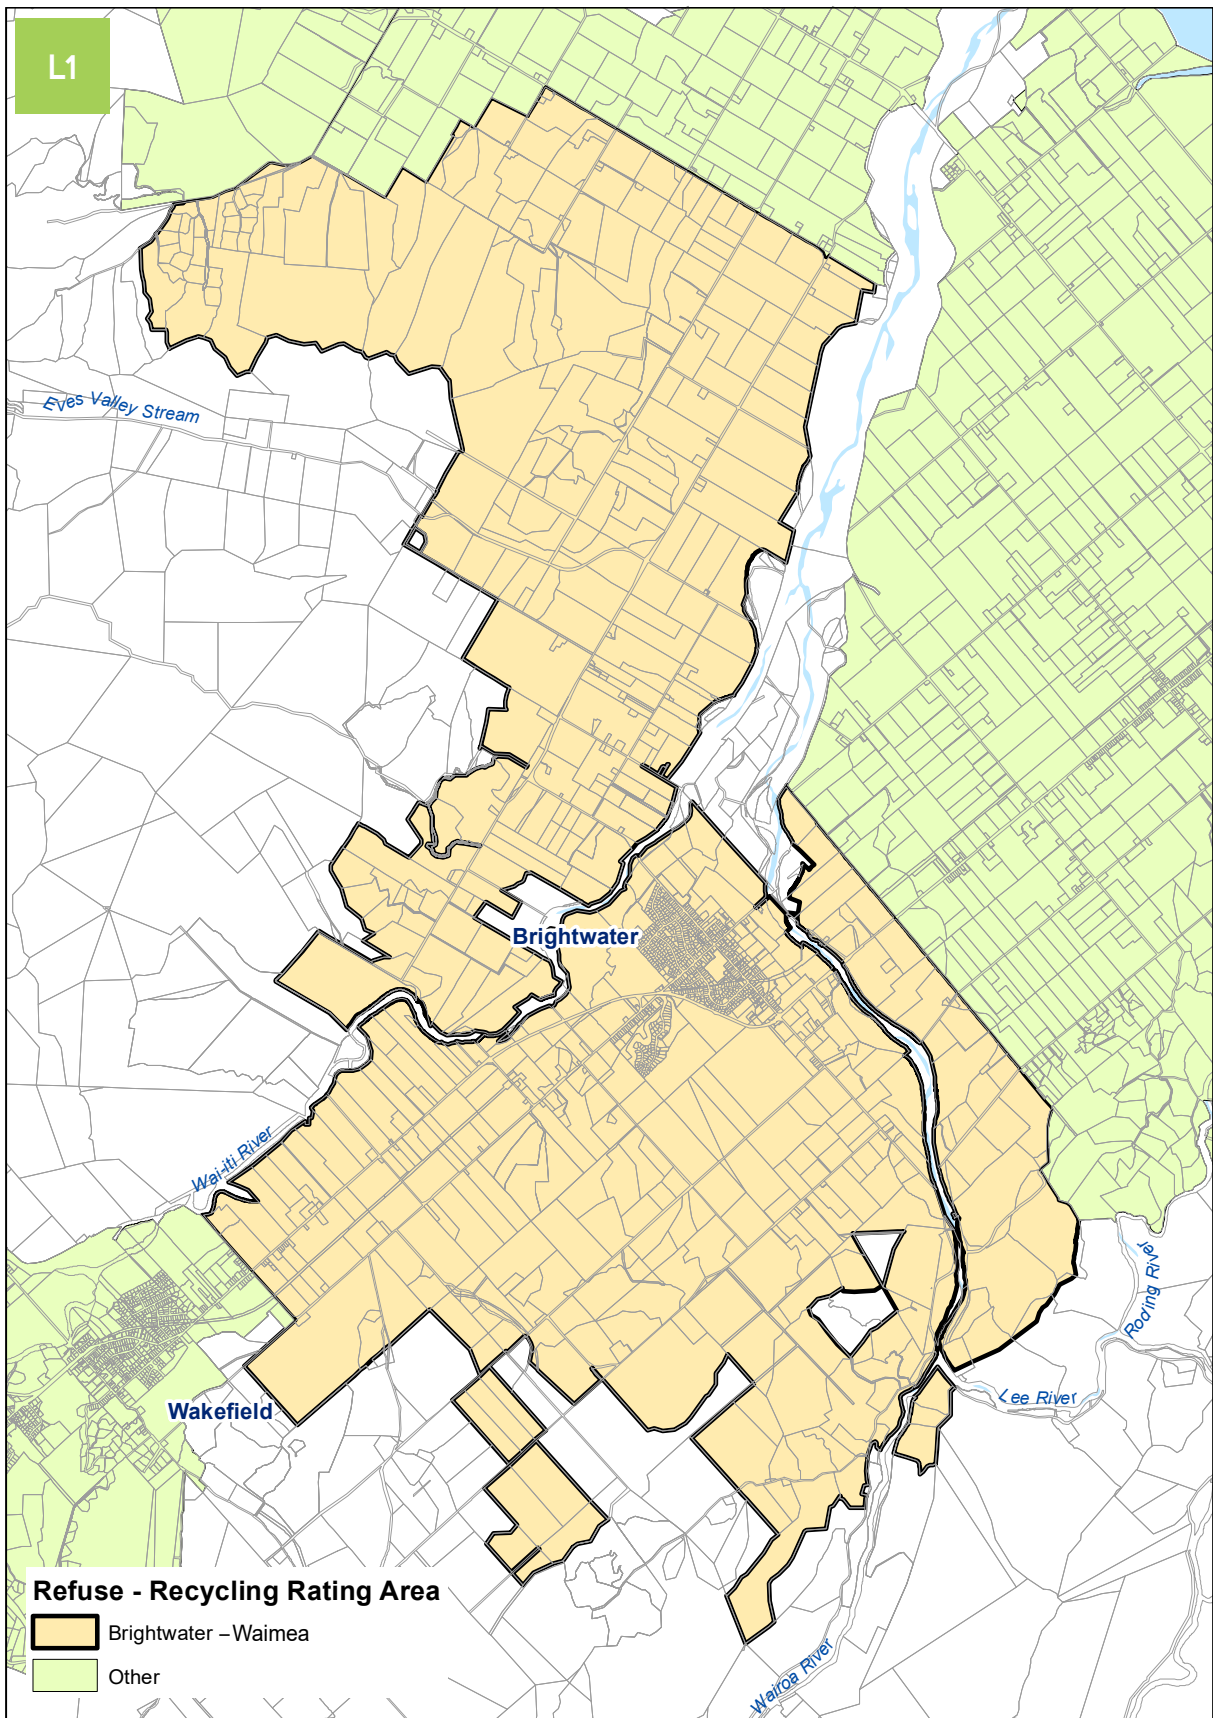 L1
Eves Valley Stream
Brightwater
Wai-iti River
Roding River
Lee River
Wakefield
Wairoa River
Refuse - Recycling Rating Area
Brightwater – Waimea
Other